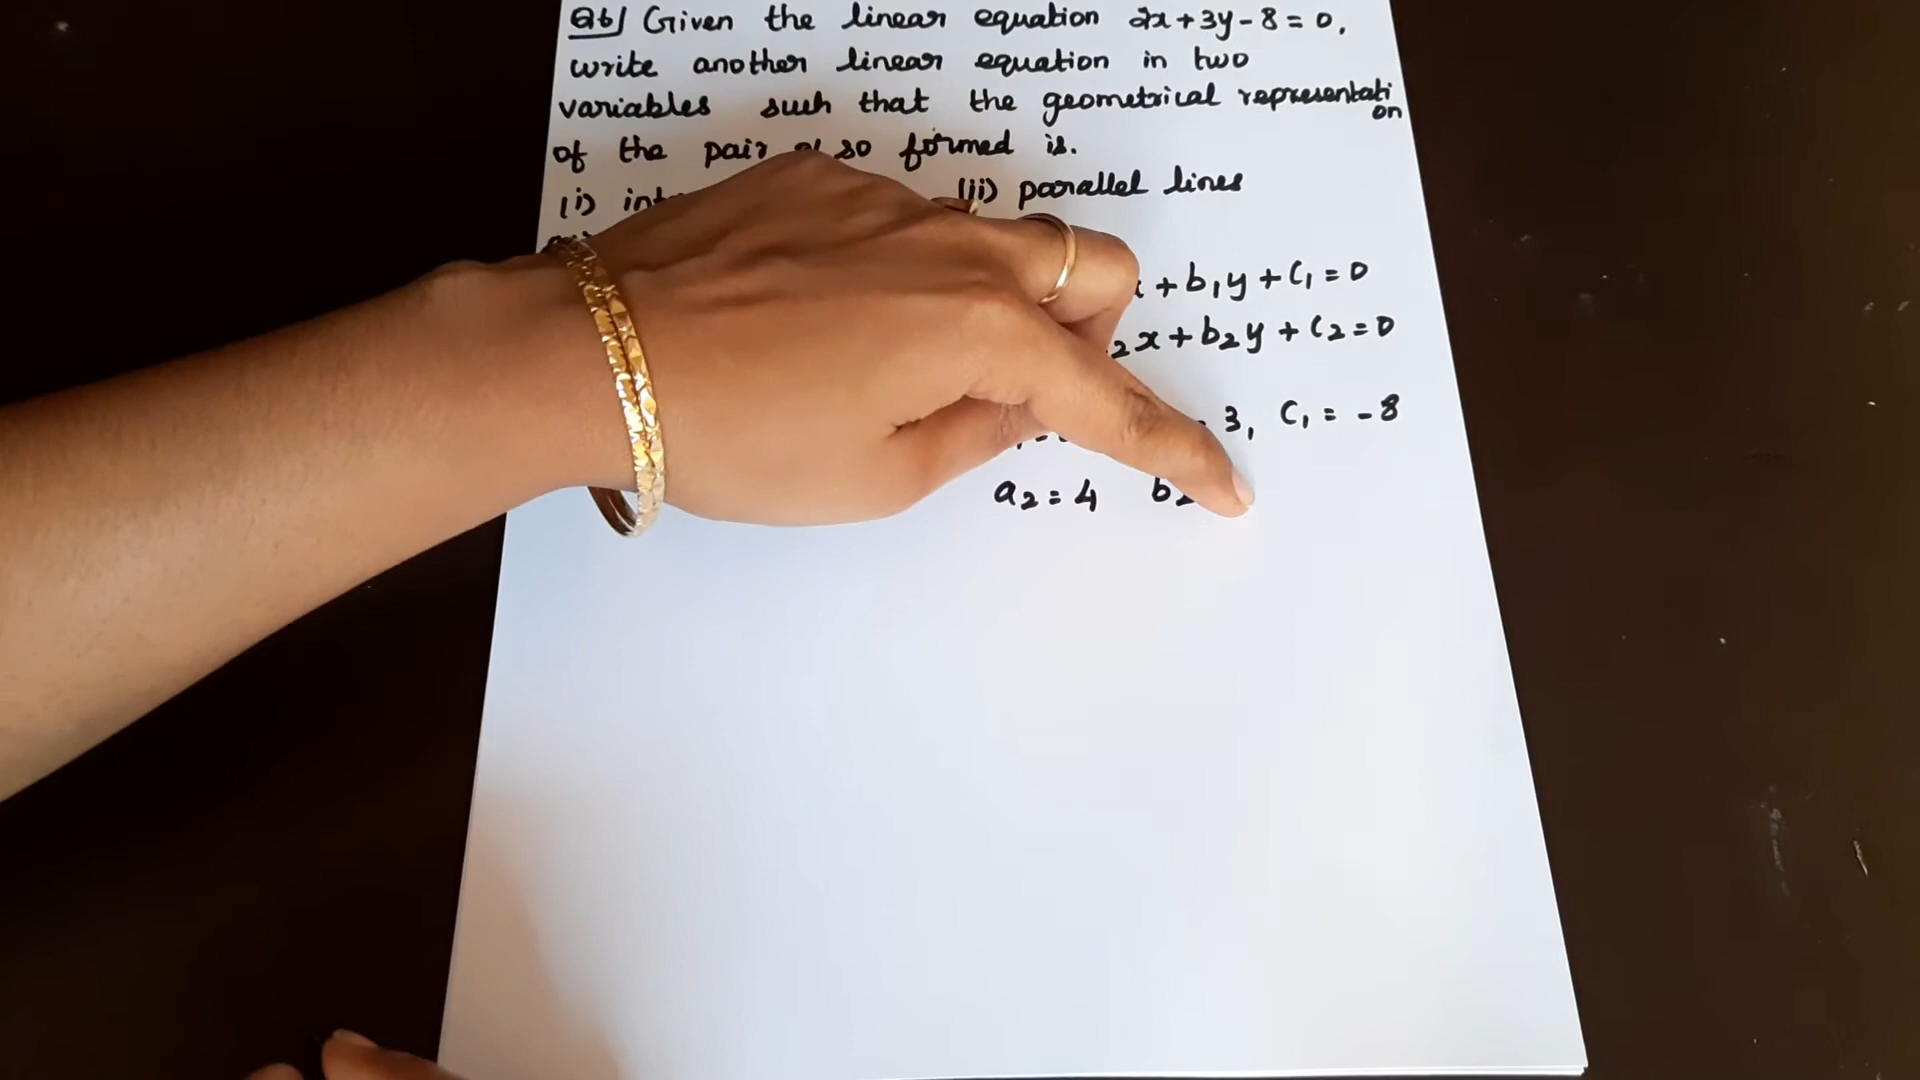 Q6) Given the linear equation 2x+3y-8=0,
write another linear equation in two
variables such that the geometrical representation
of the pair so formed is.
(i) (ii) parallel lines
+b₁y+C₁=0
₂x+b₂y+C₂=0
3, C₁=-8
a₂=4